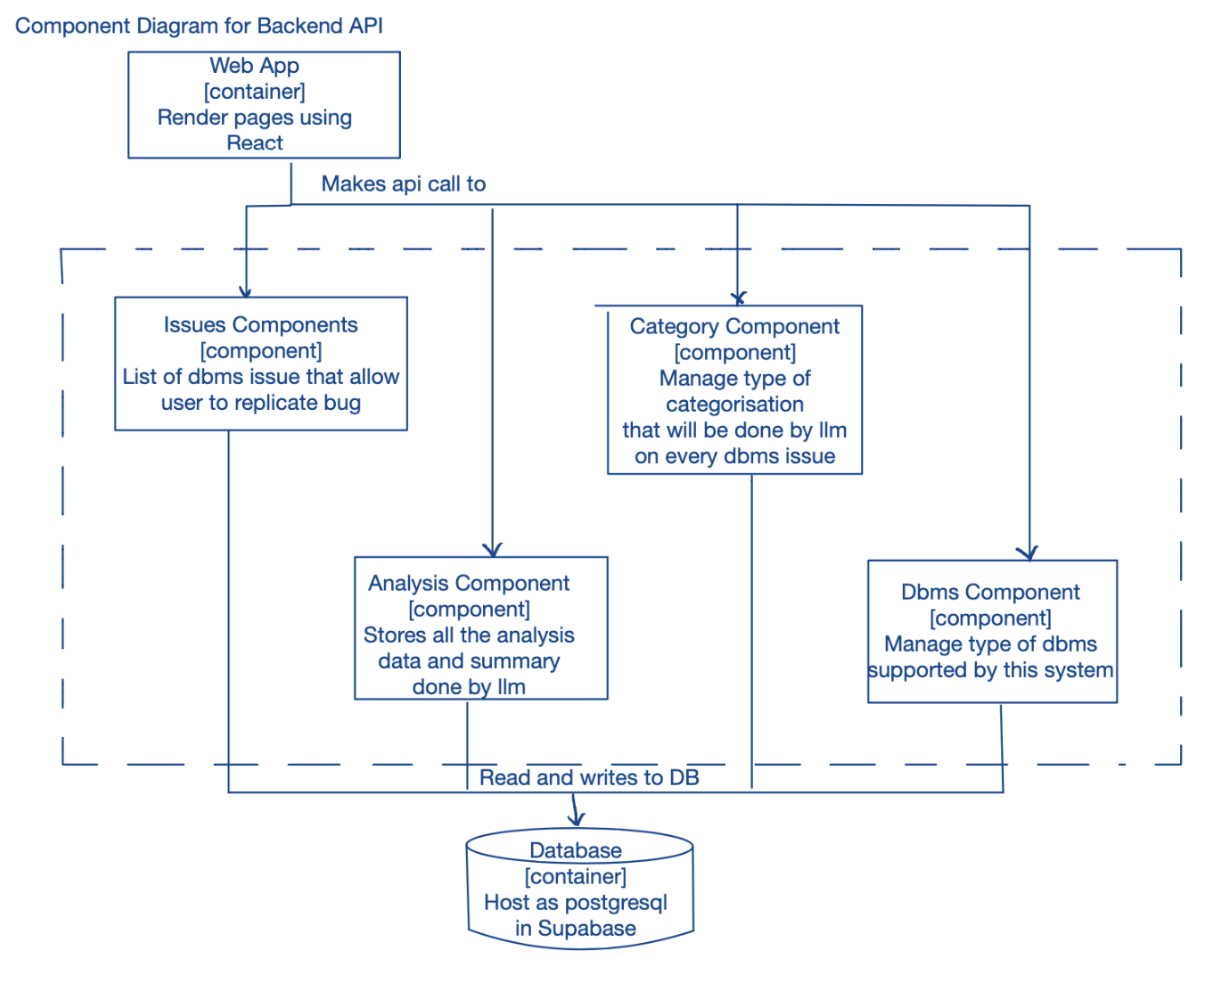 Component Diagram for Backend API
Web App
[container]
Render pages using
React
Makes api call to
Issues Components
[component]
List of dbms issue that allow
user to replicate bug
Category Component
[component]
Manage type of
categorisation
that will be done by llm
on every dbms issue
Analysis Component
[component]
Stores all the analysis
data and summary
done by llm
Dbms Component
[component]
Manage type of dbms
supported by this system
Read and writes to DB
Database
[container]
Host as postgresql
in Supabase